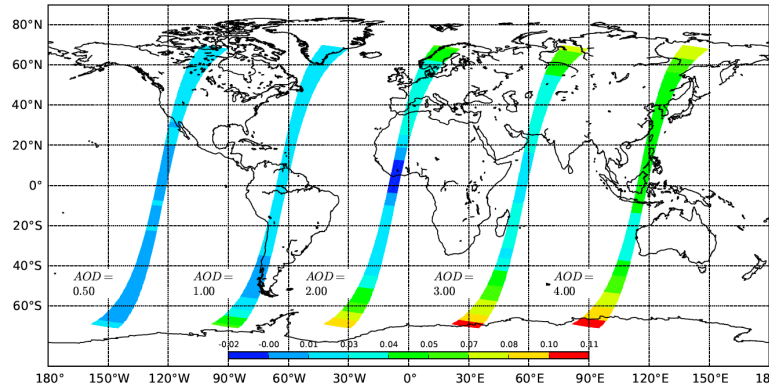 80°N
60°N
40°N
20°N
0°
20°S
40°S
60°S
AOD =
0.50
AOD =
1.00
AOD =
2.00
AOD =
3.00
AOD =
4.00
-0.02 -0.00 0.01 0.03 0.04 0.05 0.07 0.08 0.10 0.11
180° 150°W 120°W 90°W 60°W 30°W 0° 30°E 60°E 90°E 120°E 150°E 180°